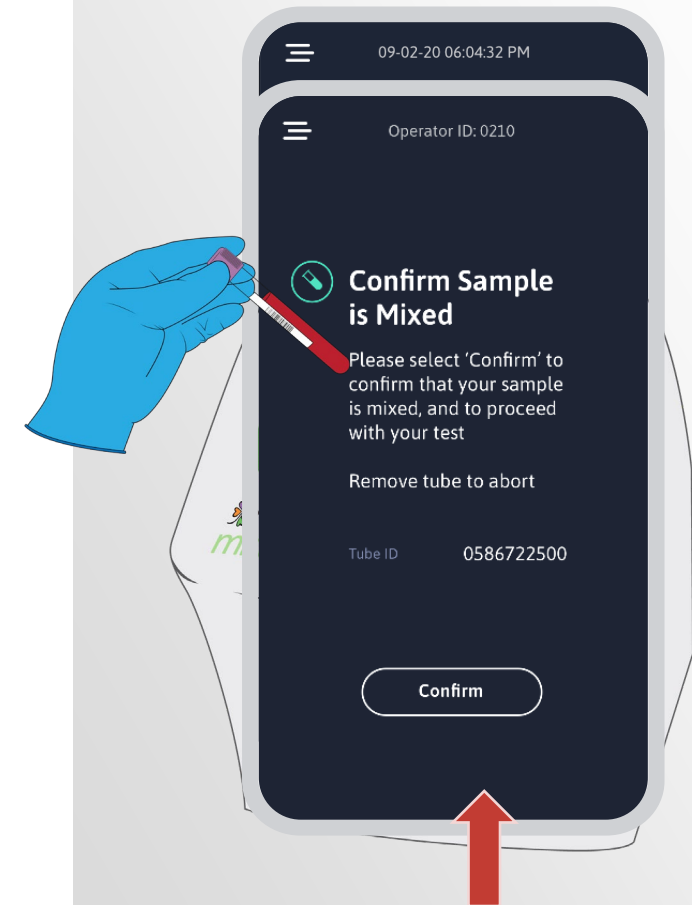 09-02-20 06:04:32 PM
Operator ID: 0210
Confirm Sample
is Mixed
Please select ‘Confirm’ to
confirm that your sample
is mixed, and to proceed
with your test
Remove tube to abort
Tube ID 0586722500
Confirm